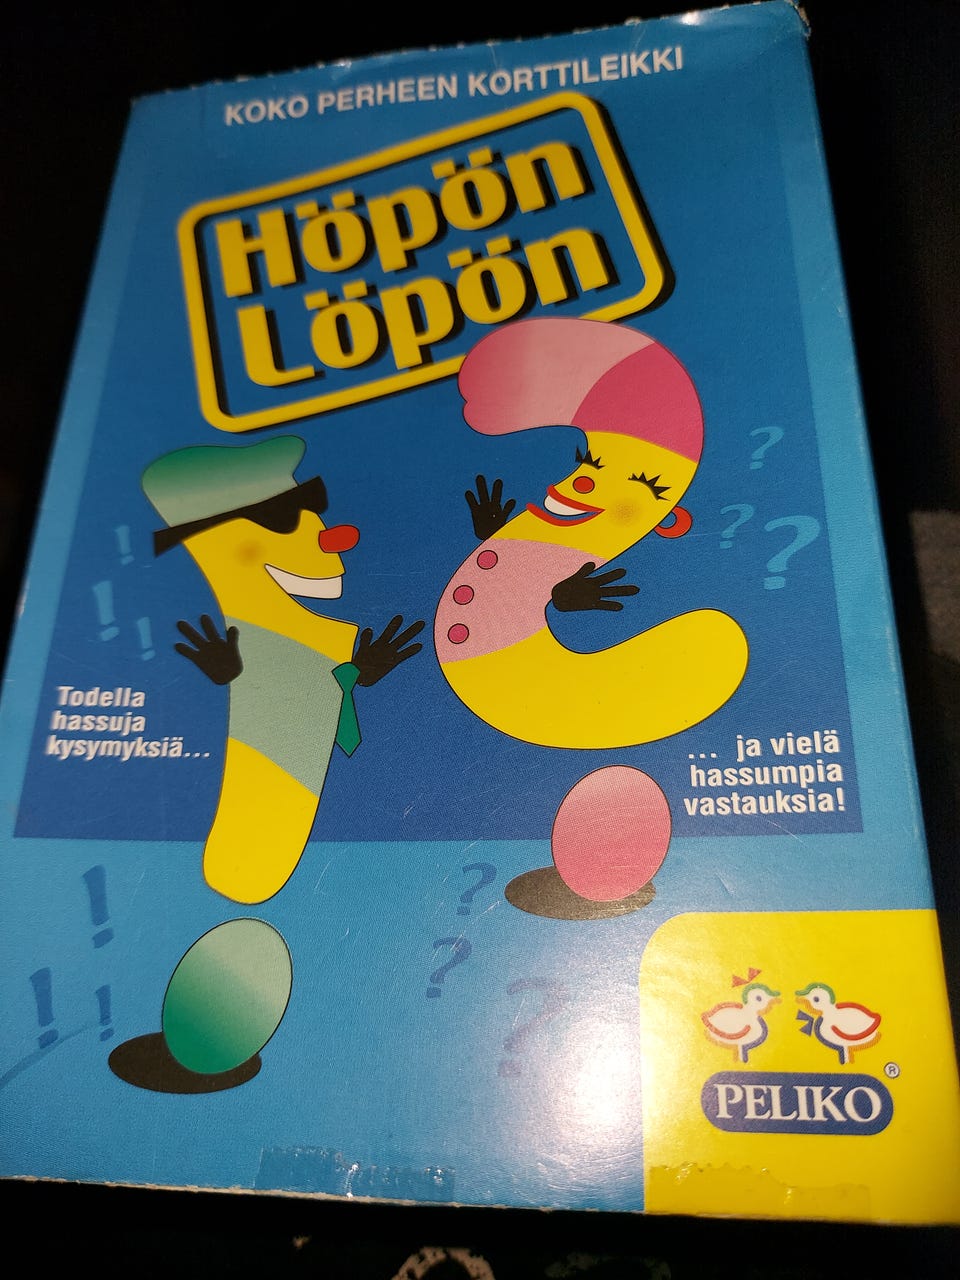 KOKO PERHEEN KORTTILEIKKI
Höpön
Löpön
Todella
hassuja
kysymyksiä...
... ja vielä
hassumpia
vastauksia!
PELIKO®